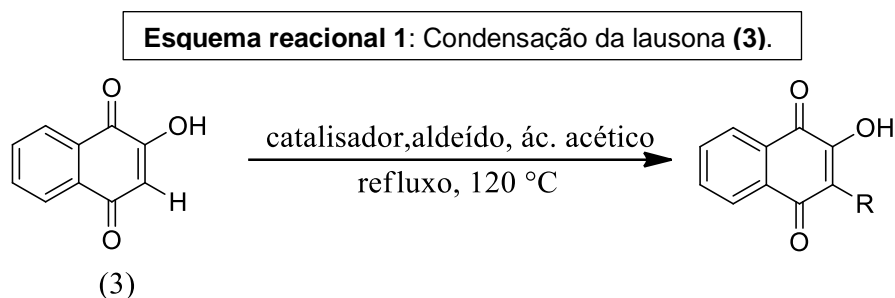 Esquema reacional 1: Condensação da lausona (3).
O
OH
H
O
(3)
catalisador,aldeído, ác. acético
refluxo, 120 °C
O
OH
R
O